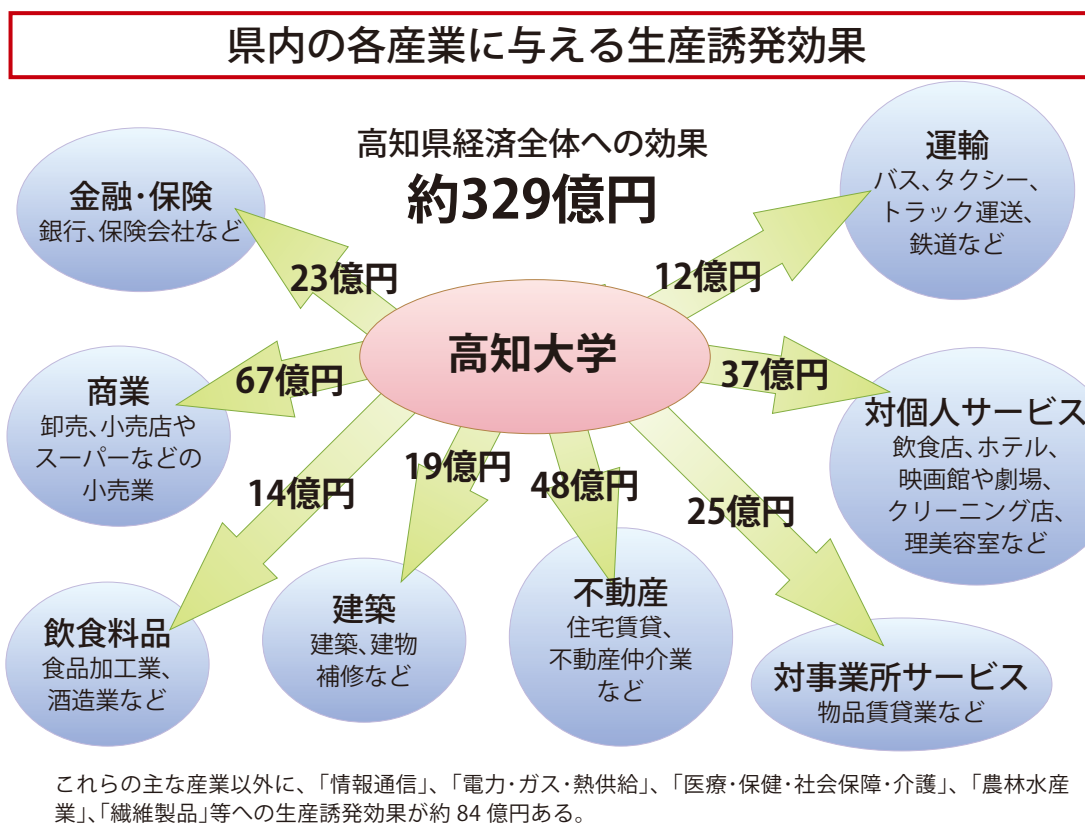 県内の各産業に与える生産誘発効果
高知県経済全体への効果
約329億円
金融・保険
銀行、保険会社など
23億円
運輸
バス、タクシー、
トラック運送、
鉄道など
12億円
高知大学
商業
卸売、小売店や
スーパーなどの
小売業
67億円
37億円
対個人サービス
飲食店、ホテル、
映画館や劇場、
クリーニング店、
理美容室など
14億円
19億円
48億円
25億円
飲食料品
食品加工業、
酒造業など
建築
建築、建物
補修など
不動産
住宅賃貸、
不動産仲介業
など
対事業所サービス
物品賃貸業など
これらの主な産業以外に、「情報通信」、「電力・ガス・熱供給」、「医療・保健・社会保障・介護」、「農林水産
業」、「繊維製品」等への生産誘発効果が約 84 億円ある。